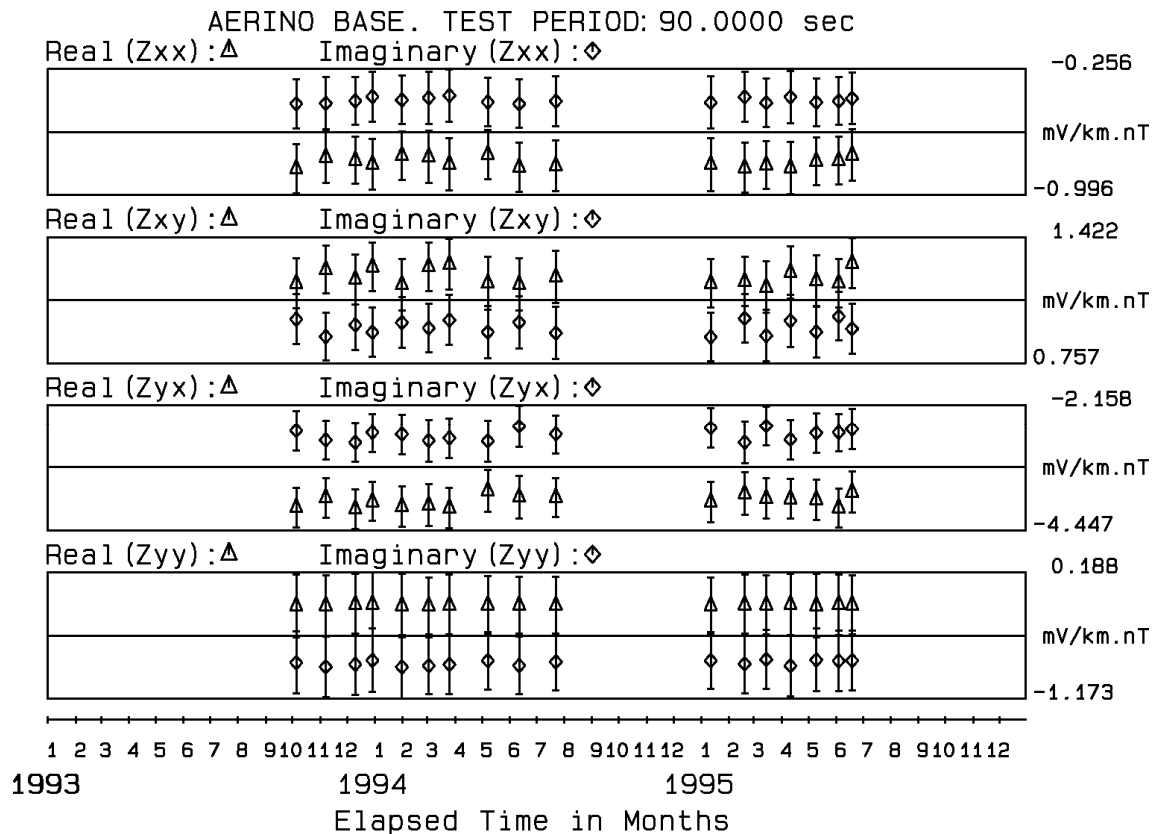 AERINO BASE. TEST PERIOD: 90.0000 sec
Real (Zxx) : Imaginary (Zxx) :
-0.256
mV/km.nT
-0.996
Real (Zxy) : Imaginary (Zxy) :
1.422
mV/km.nT
0.757
Real (Zyx) : Imaginary (Zyx) :
-2.158
mV/km.nT
-4.447
Real (Zyy) : Imaginary (Zyy) :
0.188
mV/km.nT
-1.173
1 2 3 4 5 6 7 8 9 10 11 12 1 2 3 4 5 6 7 8 9 10 11 12 1 2 3 4 5 6 7 8 9 10 11 12
1993 1994 1995
Elapsed Time in Months